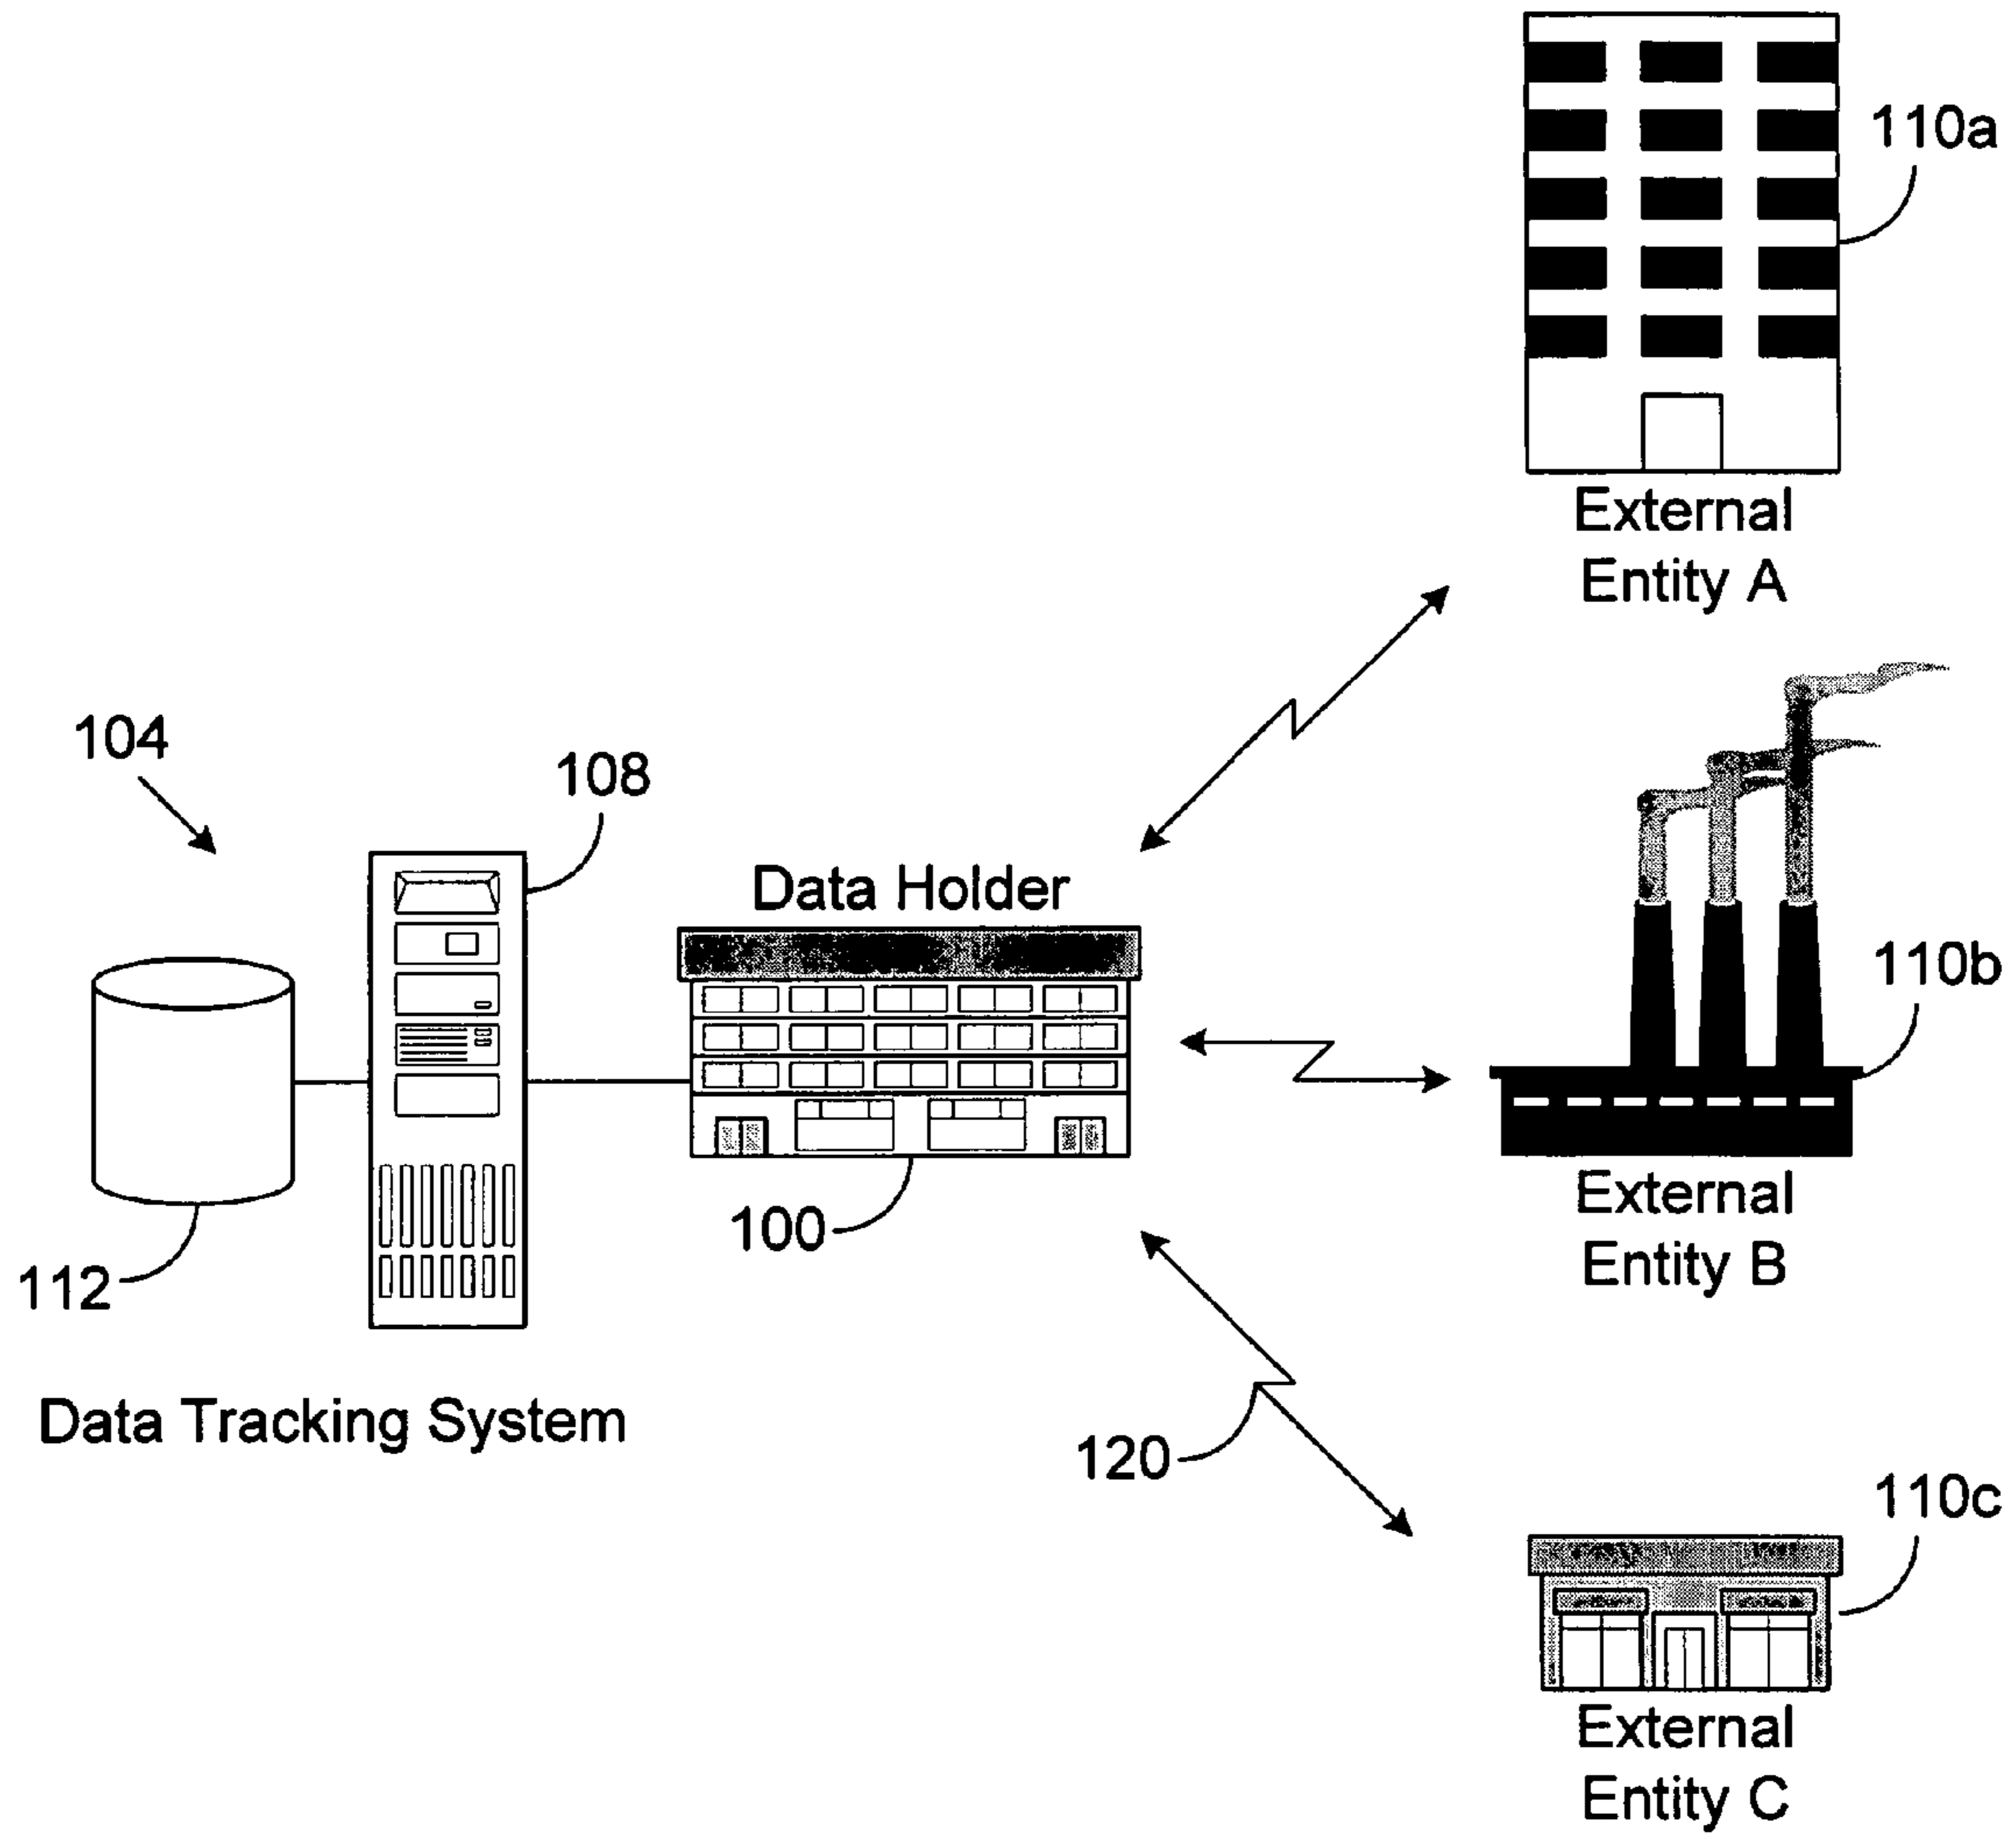 110a
External
Entity A
104
108
Data Holder
110b
External
Entity B
100
112
Data Tracking System
120
110c
External
Entity C